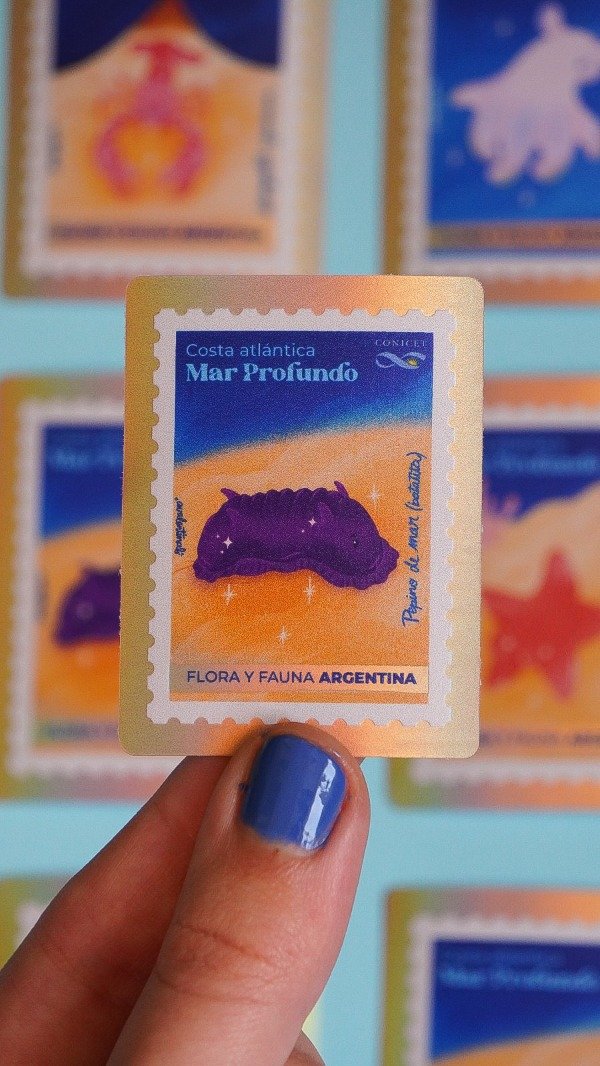 Costa atlántica
Mar Profundo
CONICET
Pepino de mar (batatita)
FLORA Y FAUNA ARGENTINA